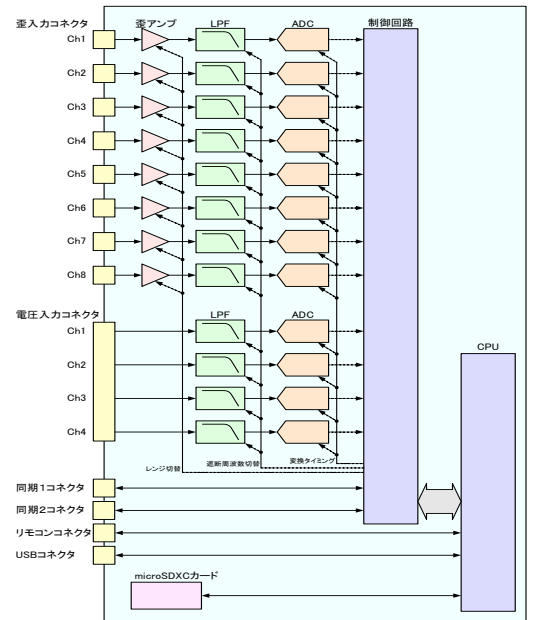 歪入力コネクタ 歪アンプ LPF ADC 制御回路
Ch1
Ch2
Ch3
Ch4
Ch5
Ch6
Ch7
Ch8
電圧入力コネクタ LPF ADC
Ch1
CPU
Ch2
Ch3
Ch4
レンジ切替 遮断周波数切替 変換タイミング
同期1コネクタ
同期2コネクタ
リモコンコネクタ
USBコネクタ
microSDXCカード